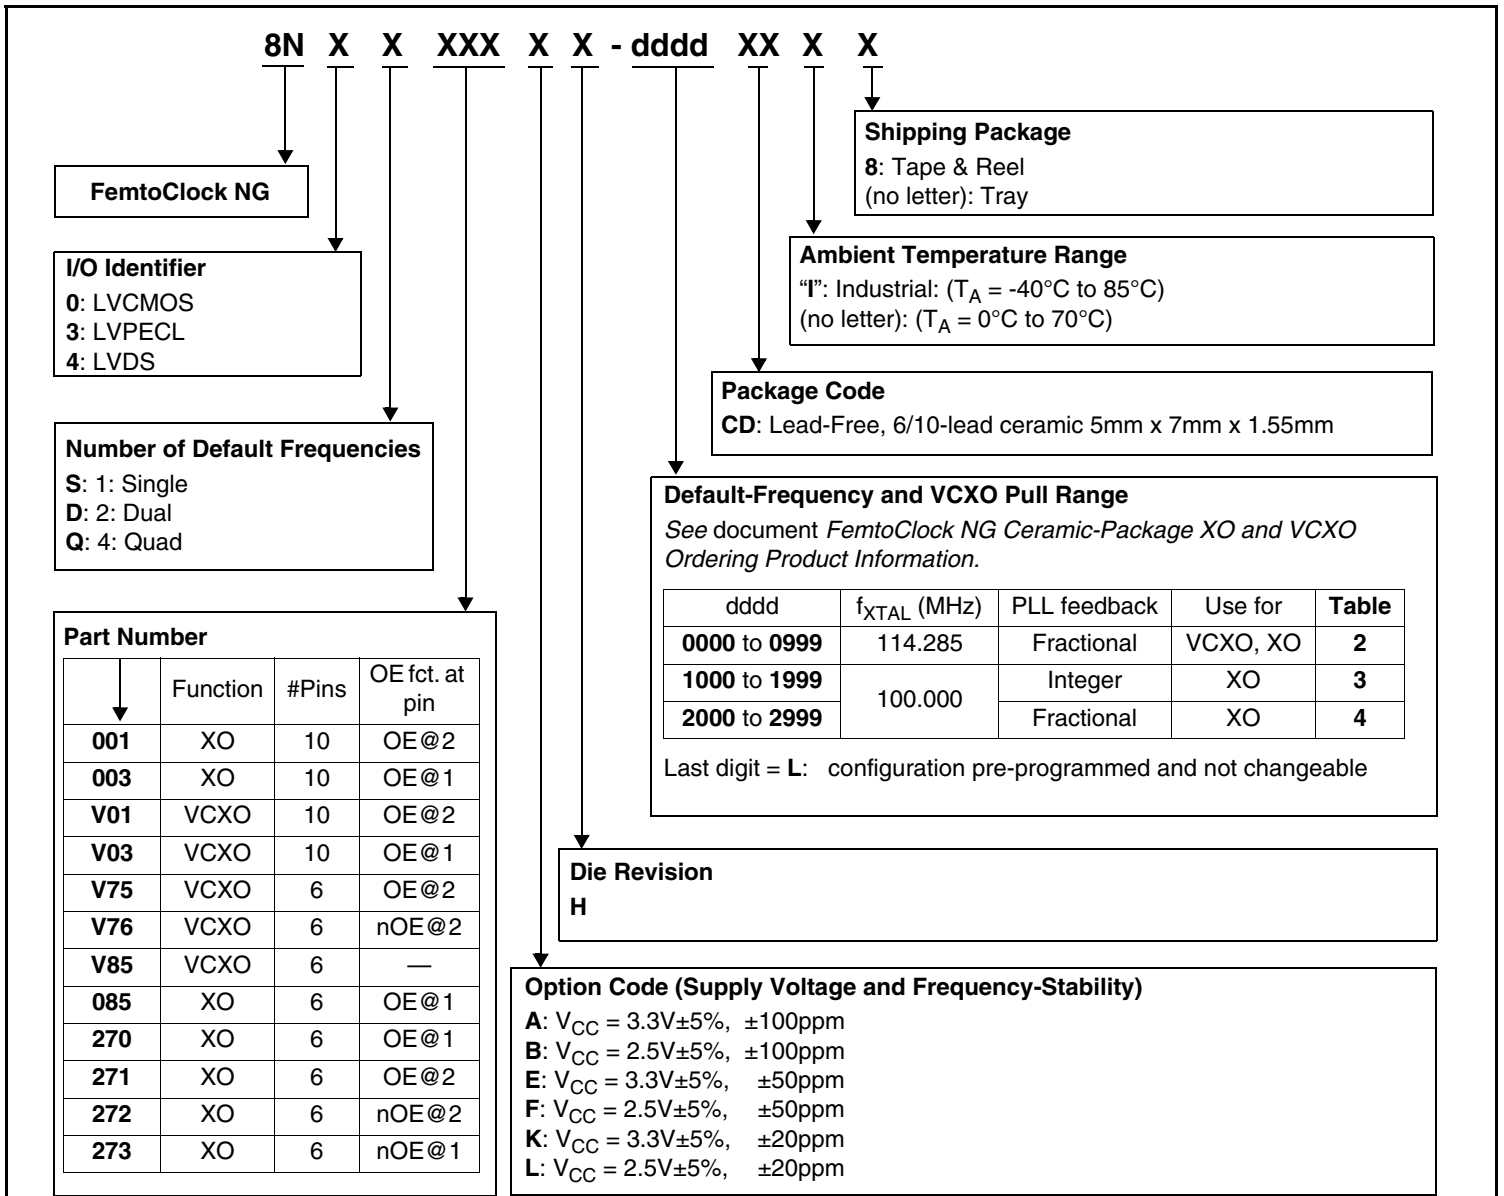 8N X X XXX X X - dddd XX X X
Shipping Package
8: Tape & Reel
(no letter): Tray
FemtoClock NG
Ambient Temperature Range
“I”: Industrial: (TA = -40°C to 85°C)
(no letter): (TA = 0°C to 70°C)
I/O Identifier
0: LVCMOS
3: LVPECL
4: LVDS
Package Code
CD: Lead-Free, 6/10-lead ceramic 5mm x 7mm x 1.55mm
Number of Default Frequencies
S: 1: Single
D: 2: Dual
Q: 4: Quad
Default-Frequency and VCXO Pull Range
See document FemtoClock NG Ceramic-Package XO and VCXO
Ordering Product Information.
dddd fXTAL (MHz) PLL feedback Use for Table
0000 to 0999 114.285 Fractional VCXO, XO 2
1000 to 1999 100.000 Integer XO 3
2000 to 2999 Fractional XO 4
Last digit = L: configuration pre-programmed and not changeable
Part Number
Function #Pins OE fct. at
pin
001 XO 10 OE@2
003 XO 10 OE@1
V01 VCXO 10 OE@2
V03 VCXO 10 OE@1
V75 VCXO 6 OE@2
V76 VCXO 6 nOE@2
V85 VCXO 6 —
085 XO 6 OE@1
270 XO 6 OE@1
271 XO 6 OE@2
272 XO 6 nOE@2
273 XO 6 nOE@1
Die Revision
H
Option Code (Supply Voltage and Frequency-Stability)
A: VCC = 3.3V±5%, ±100ppm
B: VCC = 2.5V±5%, ±100ppm
E: VCC = 3.3V±5%, ±50ppm
F: VCC = 2.5V±5%, ±50ppm
K: VCC = 3.3V±5%, ±20ppm
L: VCC = 2.5V±5%, ±20ppm